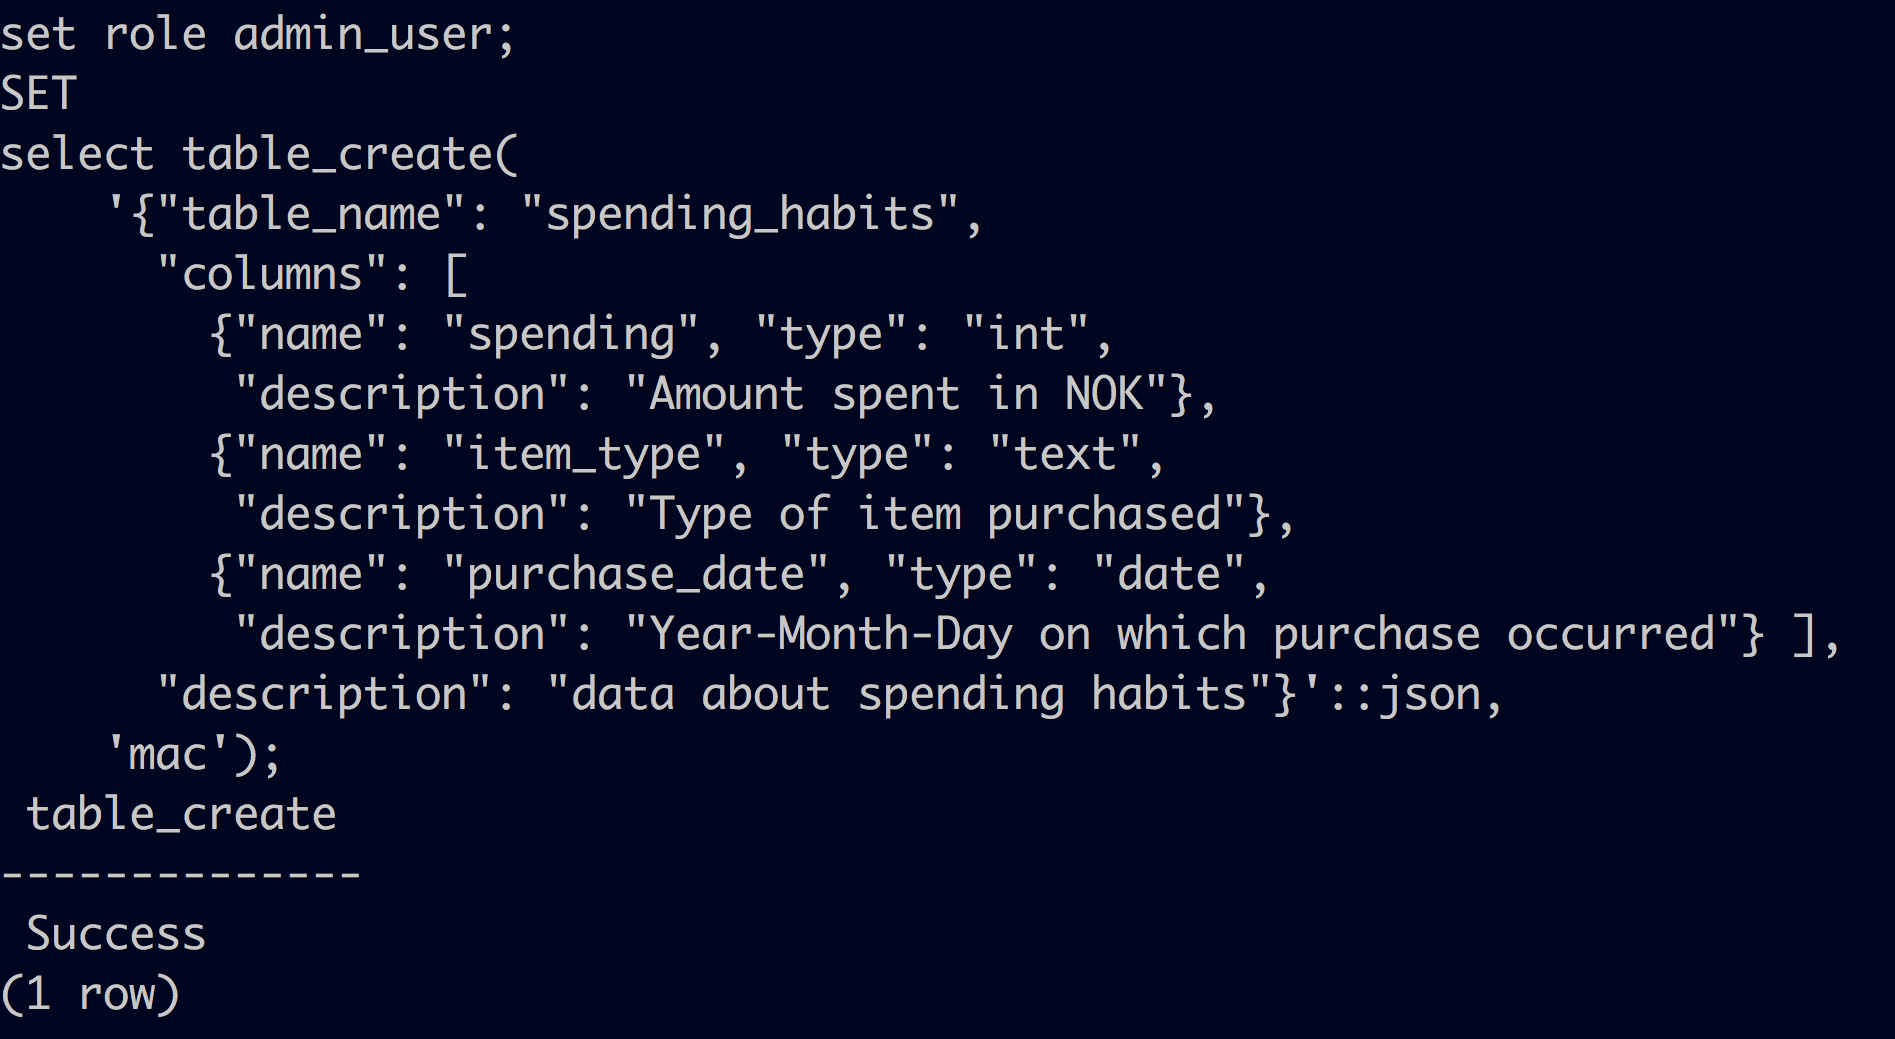 set role admin_user;
SET
select table_create(
    '{"table_name": "spending_habits",
      "columns": [
        {"name": "spending", "type": "int",
         "description": "Amount spent in NOK"},
        {"name": "item_type", "type": "text",
         "description": "Type of item purchased"},
        {"name": "purchase_date", "type": "date",
         "description": "Year-Month-Day on which purchase occurred"} ],
      "description": "data about spending habits"}'::json,
    'mac');
 table_create
--------------
 Success
(1 row)